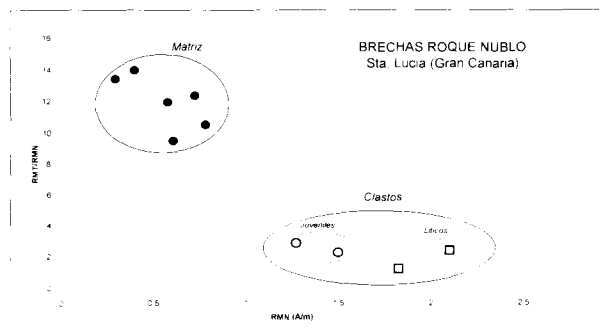 BRECHAS ROQUE NUBLO
Sta. Lucia (Gran Canaria)
Matriz
Clastos
Juveniles
Líticos
RMT/RMN
16
14
12
10
8
6
4
2
0
0
0.5
1
1.5
2
2.5
RMN (A/m)